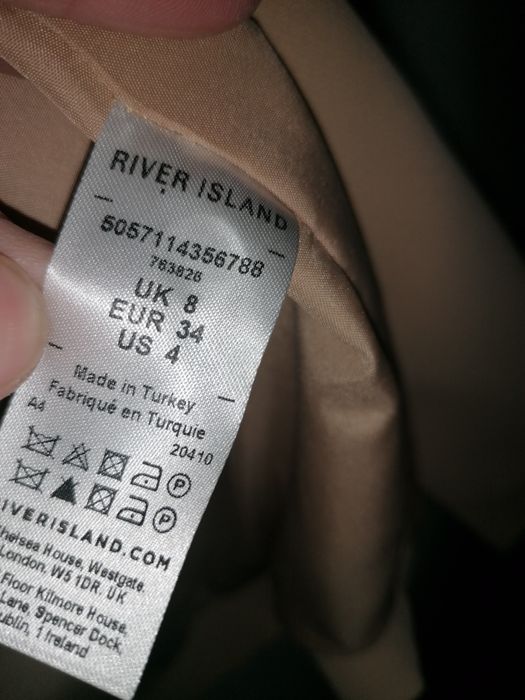 RIVER ISLAND
5057114356788
763826
UK 8
EUR 34
US 4
Made in Turkey
Fabriqué en Turquie
A4
20410
P
P
RIVERISLAND.COM
Chelsea House, Westgate,
London, W5 1DR. UK
Floor Kilmore House,
Lane, Spencer Dock,
Dublin, 1 Ireland